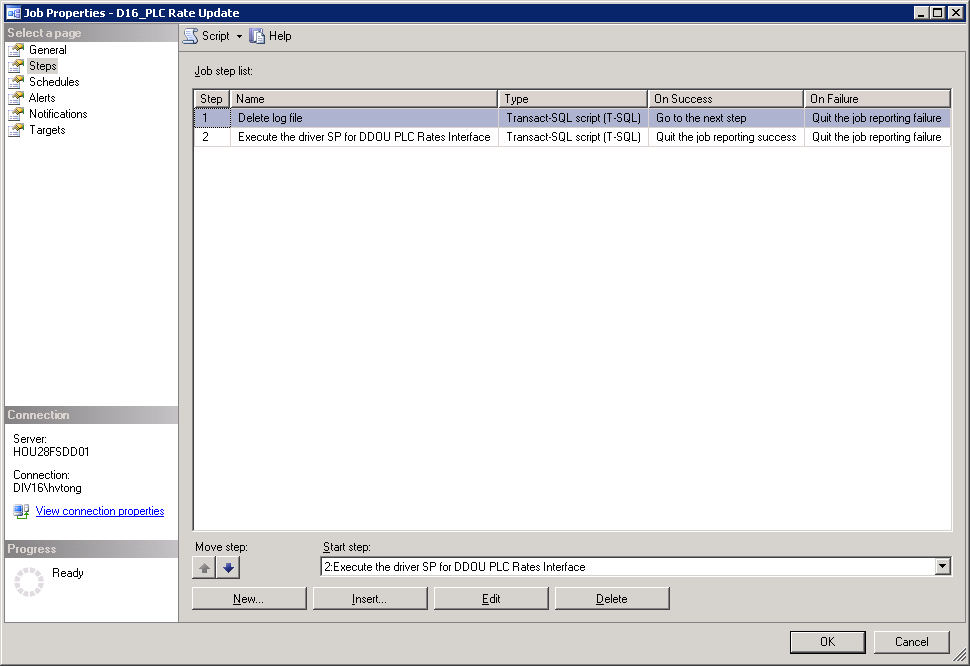 Job Properties - D16_PLC Rate Update
Select a page
General
Steps
Schedules
Alerts
Notifications
Targets
Script Help
Job step list:
Step Name Type On Success On Failure
1 Delete log file Transact-SQL script (T-SQL) Go to the next step Quit the job reporting failure
2 Execute the driver SP for DDOU PLC Rates Interface Transact-SQL script (T-SQL) Quit the job reporting success Quit the job reporting failure
Connection
Server:
HOU28FSDD01
Connection:
DIV16\hvtong
View connection properties
Progress
Ready
Move step: Start step:
2:Execute the driver SP for DDOU PLC Rates Interface
New... Insert... Edit Delete
OK Cancel